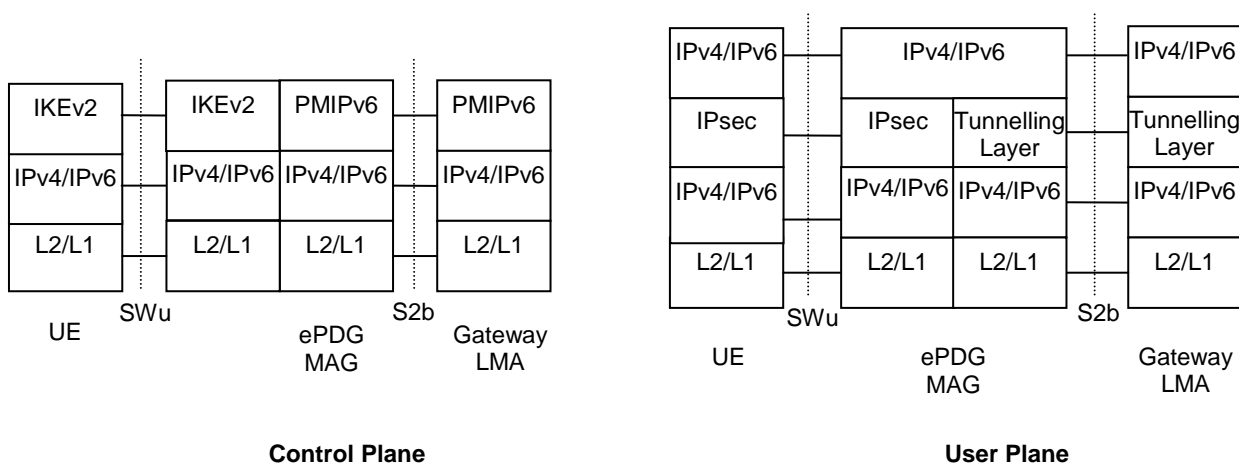 IKEv2 IKEv2 PMIPv6 PMIPv6
IPv4/IPv6 IPv4/IPv6 IPv4/IPv6 IPv4/IPv6
L2/L1 L2/L1 L2/L1 L2/L1
SWu S2b
UE ePDG Gateway
MAG LMA
Control Plane
IPv4/IPv6 IPv4/IPv6 IPv4/IPv6
IPsec IPsec Tunnelling Tunnelling
Layer Layer
IPv4/IPv6 IPv4/IPv6 IPv4/IPv6 IPv4/IPv6
L2/L1 L2/L1 L2/L1 L2/L1
SWu S2b
UE ePDG Gateway
MAG LMA
User Plane